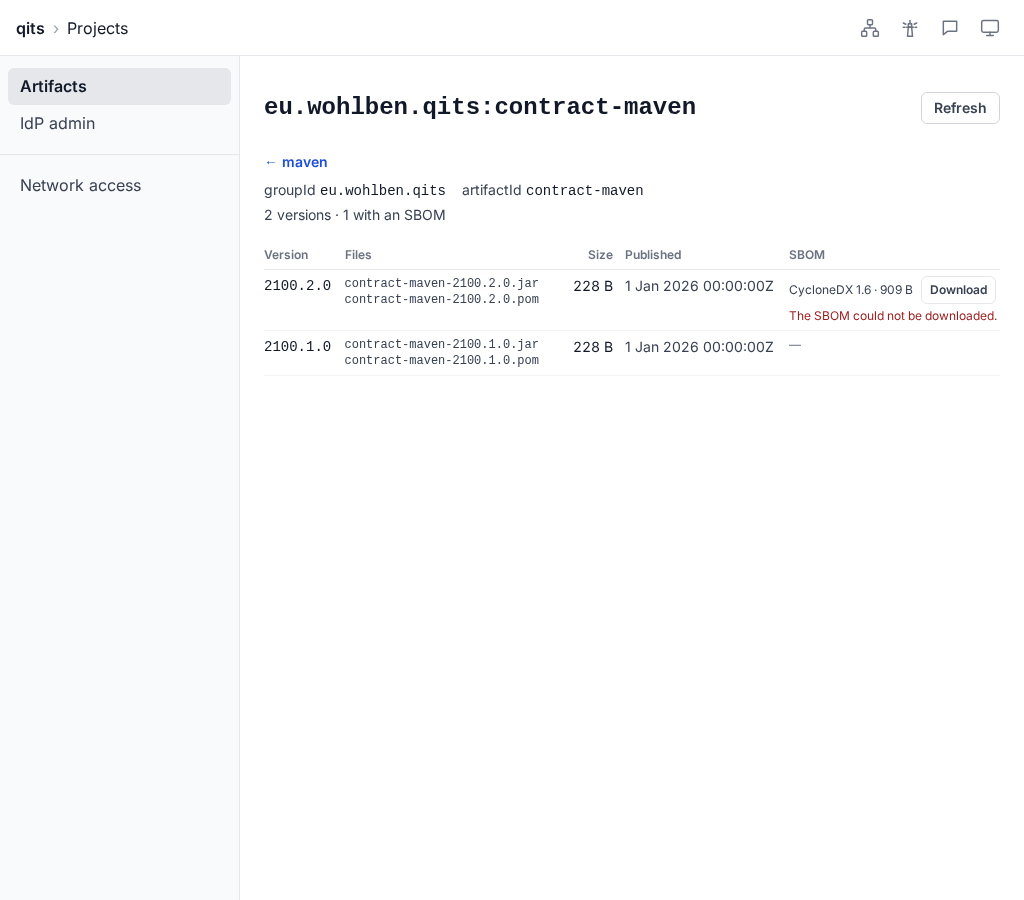 qits › Projects
Artifacts
IdP admin
Network access
eu.wohlben.qits:contract-maven
Refresh
← maven
groupId eu.wohlben.qits artifactId contract-maven
2 versions · 1 with an SBOM
Version Files Size Published SBOM
2100.2.0 contract-maven-2100.2.0.jar 228 B 1 Jan 2026 00:00:00Z CycloneDX 1.6 · 909 B Download
contract-maven-2100.2.0.pom
The SBOM could not be downloaded.
2100.1.0 contract-maven-2100.1.0.jar 228 B 1 Jan 2026 00:00:00Z —
contract-maven-2100.1.0.pom